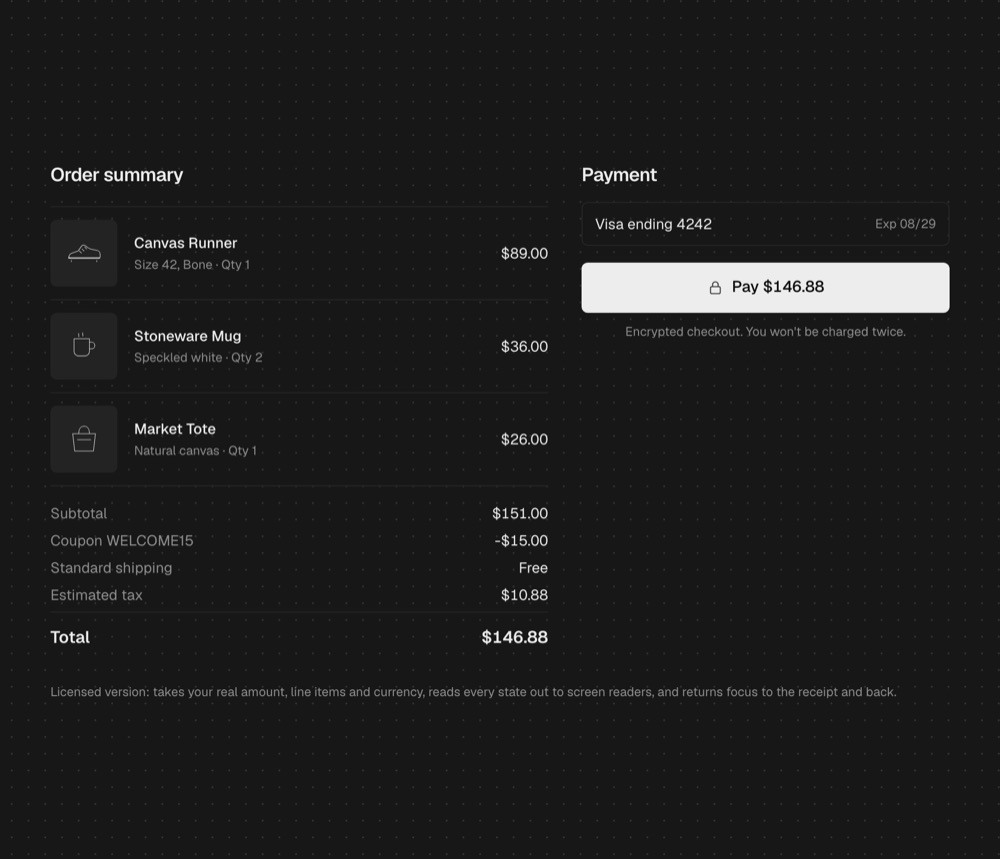 Order summary
Canvas Runner
Size 42, Bone · Qty 1
$89.00
Stoneware Mug
Speckled white · Qty 2
$36.00
Market Tote
Natural canvas · Qty 1
$26.00
Subtotal $151.00
Coupon WELCOME15 -$15.00
Standard shipping Free
Estimated tax $10.88
Total $146.88
Payment
Visa ending 4242 Exp 08/29
Pay $146.88
Encrypted checkout. You won't be charged twice.
Licensed version: takes your real amount, line items and currency, reads every state out to screen readers, and returns focus to the receipt and back.